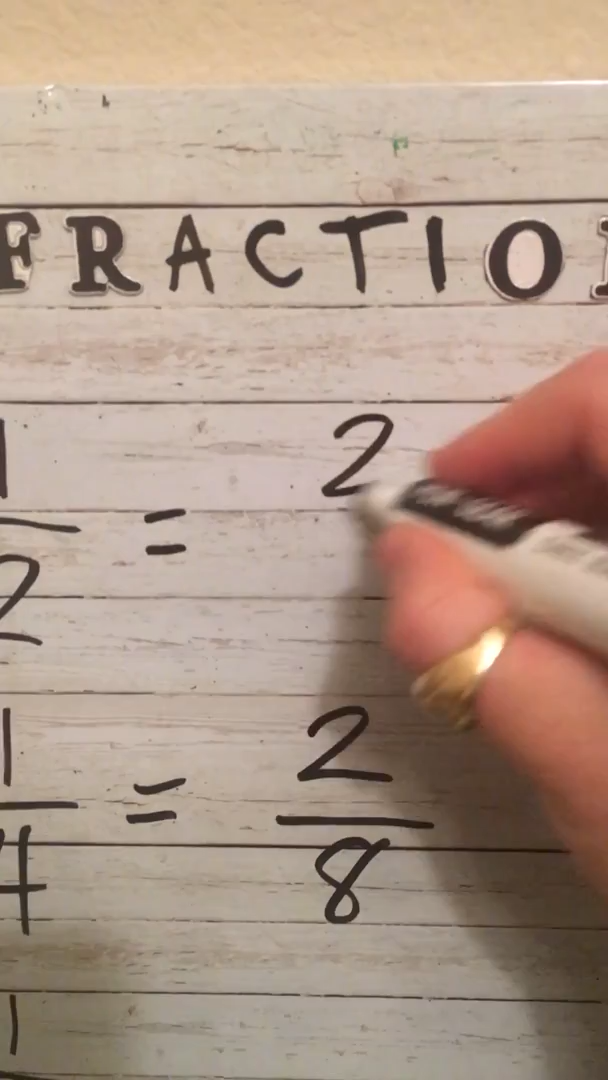 FRACTIO
1/2 = 2
1/4 = 2/8
1